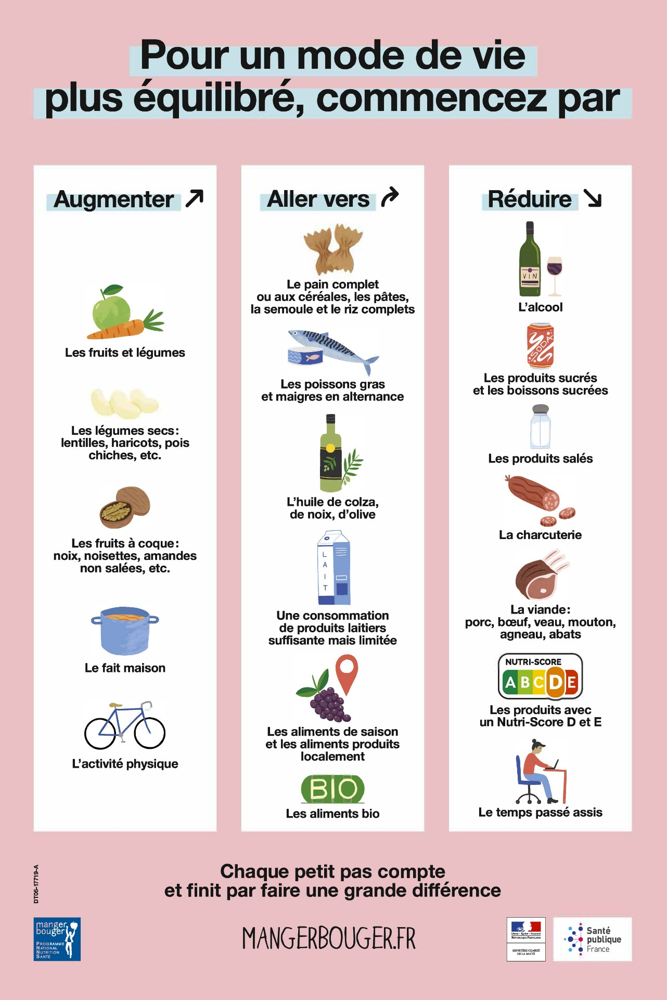 Pour un mode de vie
plus équilibré, commencez par
Augmenter
Les fruits et légumes
Les légumes secs :
lentilles, haricots, pois
chiches, etc.
Les fruits à coque :
noix, noisettes, amandes
non salées, etc.
Le fait maison
L'activité physique
Aller vers
Le pain complet
ou aux céréales, les pâtes,
la semoule et le riz complets
Les poissons gras
et maigres en alternance
L'huile de colza,
de noix, d'olive
LAIT
Une consommation
de produits laitiers
suffisante mais limitée
Les aliments de saison
et les aliments produits
localement
BIO
Les aliments bio
Réduire
VIN
L'alcool
SODA
Les produits sucrés
et les boissons sucrées
Les produits salés
La charcuterie
La viande :
porc, bœuf, veau, mouton,
agneau, abats
NUTRI-SCORE
A B C D E
Les produits avec
un Nutri-Score D et E
Le temps passé assis
Chaque petit pas compte
et finit par faire une grande différence
DT05-17719-A
manger
bouger
PROGRAMME
NATIONAL
NUTRITION
SANTÉ
MANGERBOUGER.FR
Liberté • Égalité • Fraternité
RÉPUBLIQUE FRANÇAISE
MINISTÈRE CHARGÉ
DE LA SANTÉ
Santé
publique
France